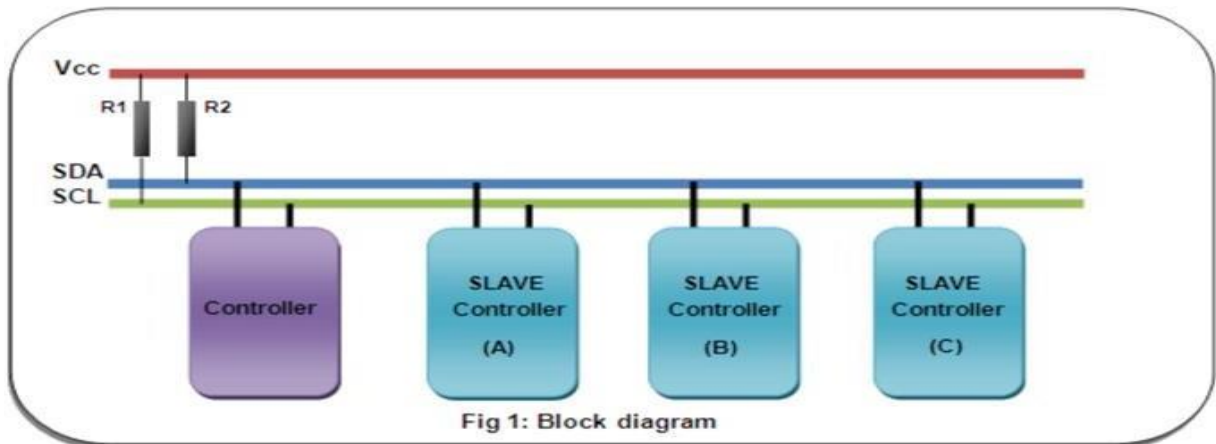 Vcc
R1
R2
SDA
SCL
Controller
SLAVE
Controller
(A)
SLAVE
Controller
(B)
SLAVE
Controller
(C)
Fig 1: Block diagram